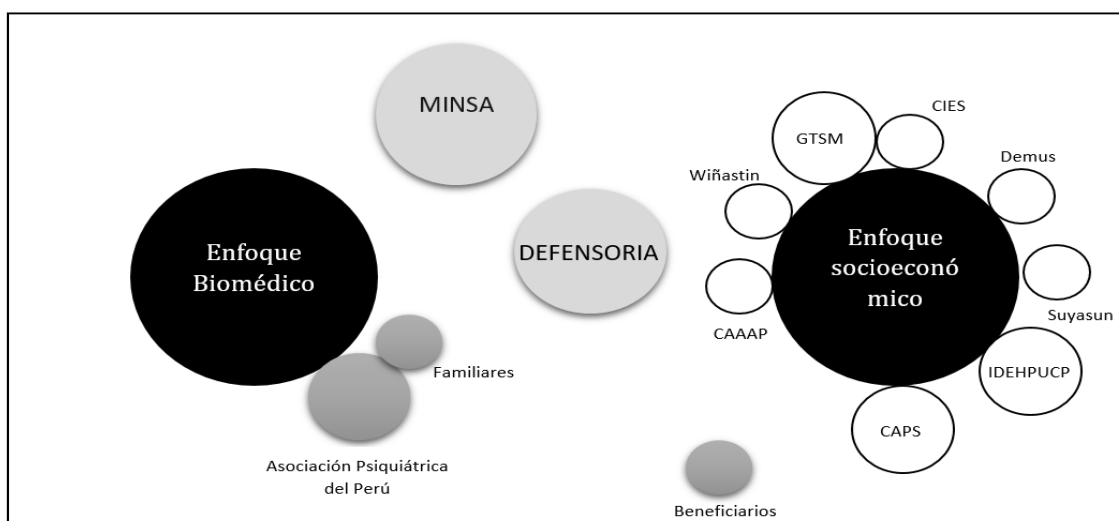 MINSA
CIES
GTSM
Demus
Wiñastin
Enfoque
Biomédico
DEFENSORIA
Enfoque
socioeconó
mico
Suyasun
CAAAP
Familiares
IDEHPUCP
CAPS
Asociación Psiquiátrica
del Perú
Beneficiarios